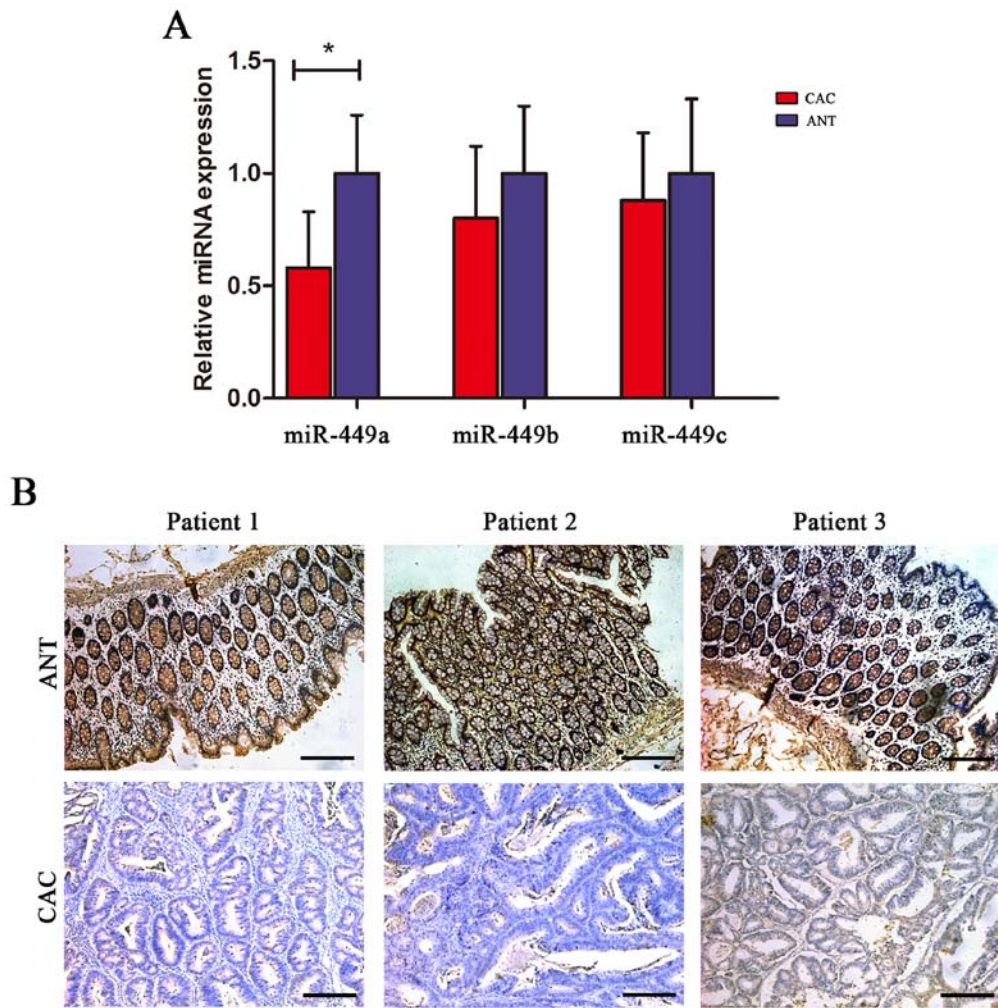 A
*
Relative miRNA expression
1.5
1.0
0.5
0.0
CAC
ANT
miR-449a
miR-449b
miR-449c
B
Patient 1
Patient 2
Patient 3
ANT
CAC